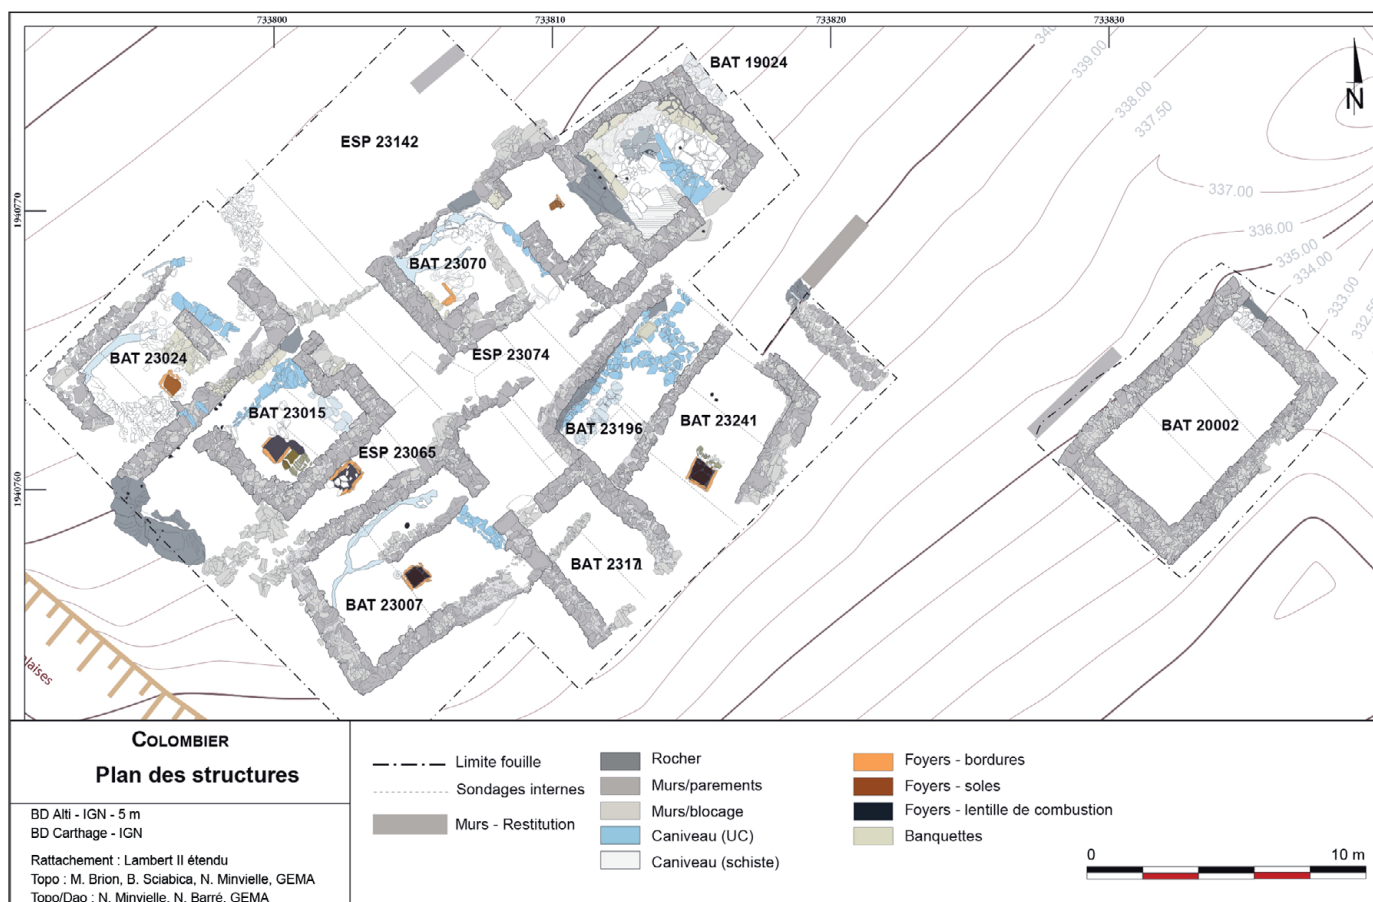 733800
733810
733820
733830
BAT 19024
ESP 23142
339.00
338.00
337.50
N
337.00
336.00
335.00
334.00
333.00
332.50
1940770
BAT 23070
BAT 23024
ESP 23074
BAT 23015
BAT 23196
BAT 23241
BAT 20002
ESP 23065
1940760
BAT 2317
BAT 23007
laises
COLOMBIER
Plan des structures
BD Alti - IGN - 5 m
BD Carthage - IGN
Rattachement : Lambert II étendu
Topo : M. Brion, B. Sciabica, N. Minvielle, GEMA
Topo/Dao : N. Minvielle, N. Barré, GEMA
Limite fouille
Sondages internes
Murs - Restitution
Rocher
Murs/parements
Murs/blocage
Caniveau (UC)
Caniveau (schiste)
Foyers - bordures
Foyers - soles
Foyers - lentille de combustion
Banquettes
0
10 m